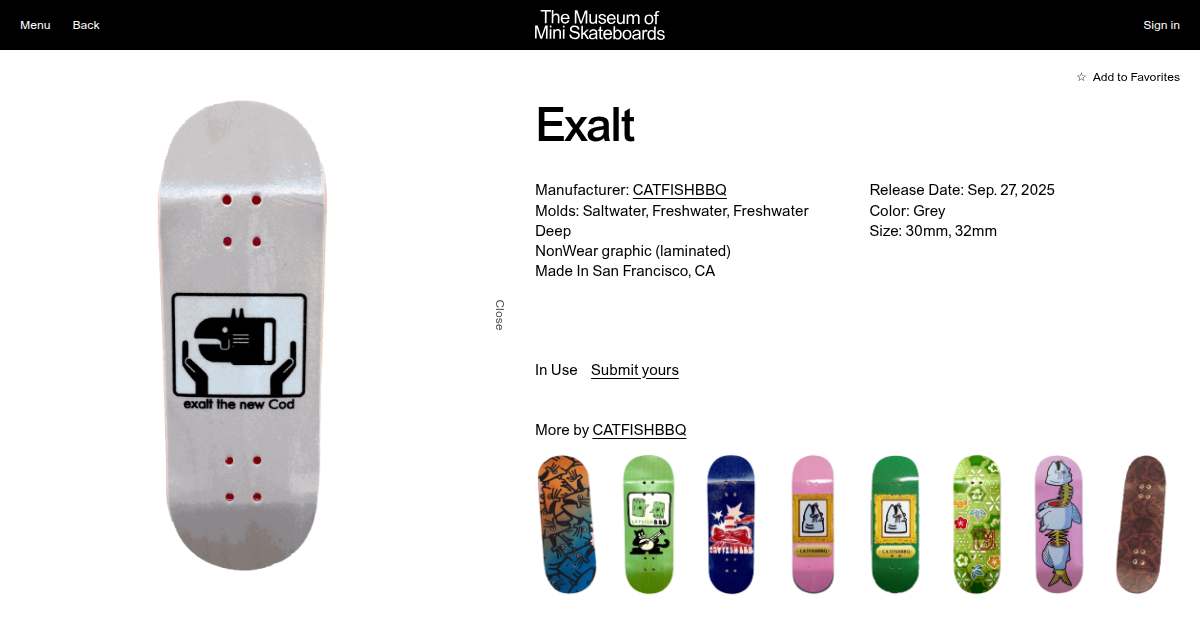 Menu
Back
The Museum of
Mini Skateboards
Sign in
☆ Add to Favorites
exalt the new Cod
Close
Exalt
Manufacturer: CATFISHBBQ
Molds: Saltwater, Freshwater, Freshwater
Deep
NonWear graphic (laminated)
Made In San Francisco, CA
Release Date: Sep. 27, 2025
Color: Grey
Size: 30mm, 32mm
In Use
Submit yours
More by CATFISHBBQ
CATFISHBBQ
CATFISHBBQ